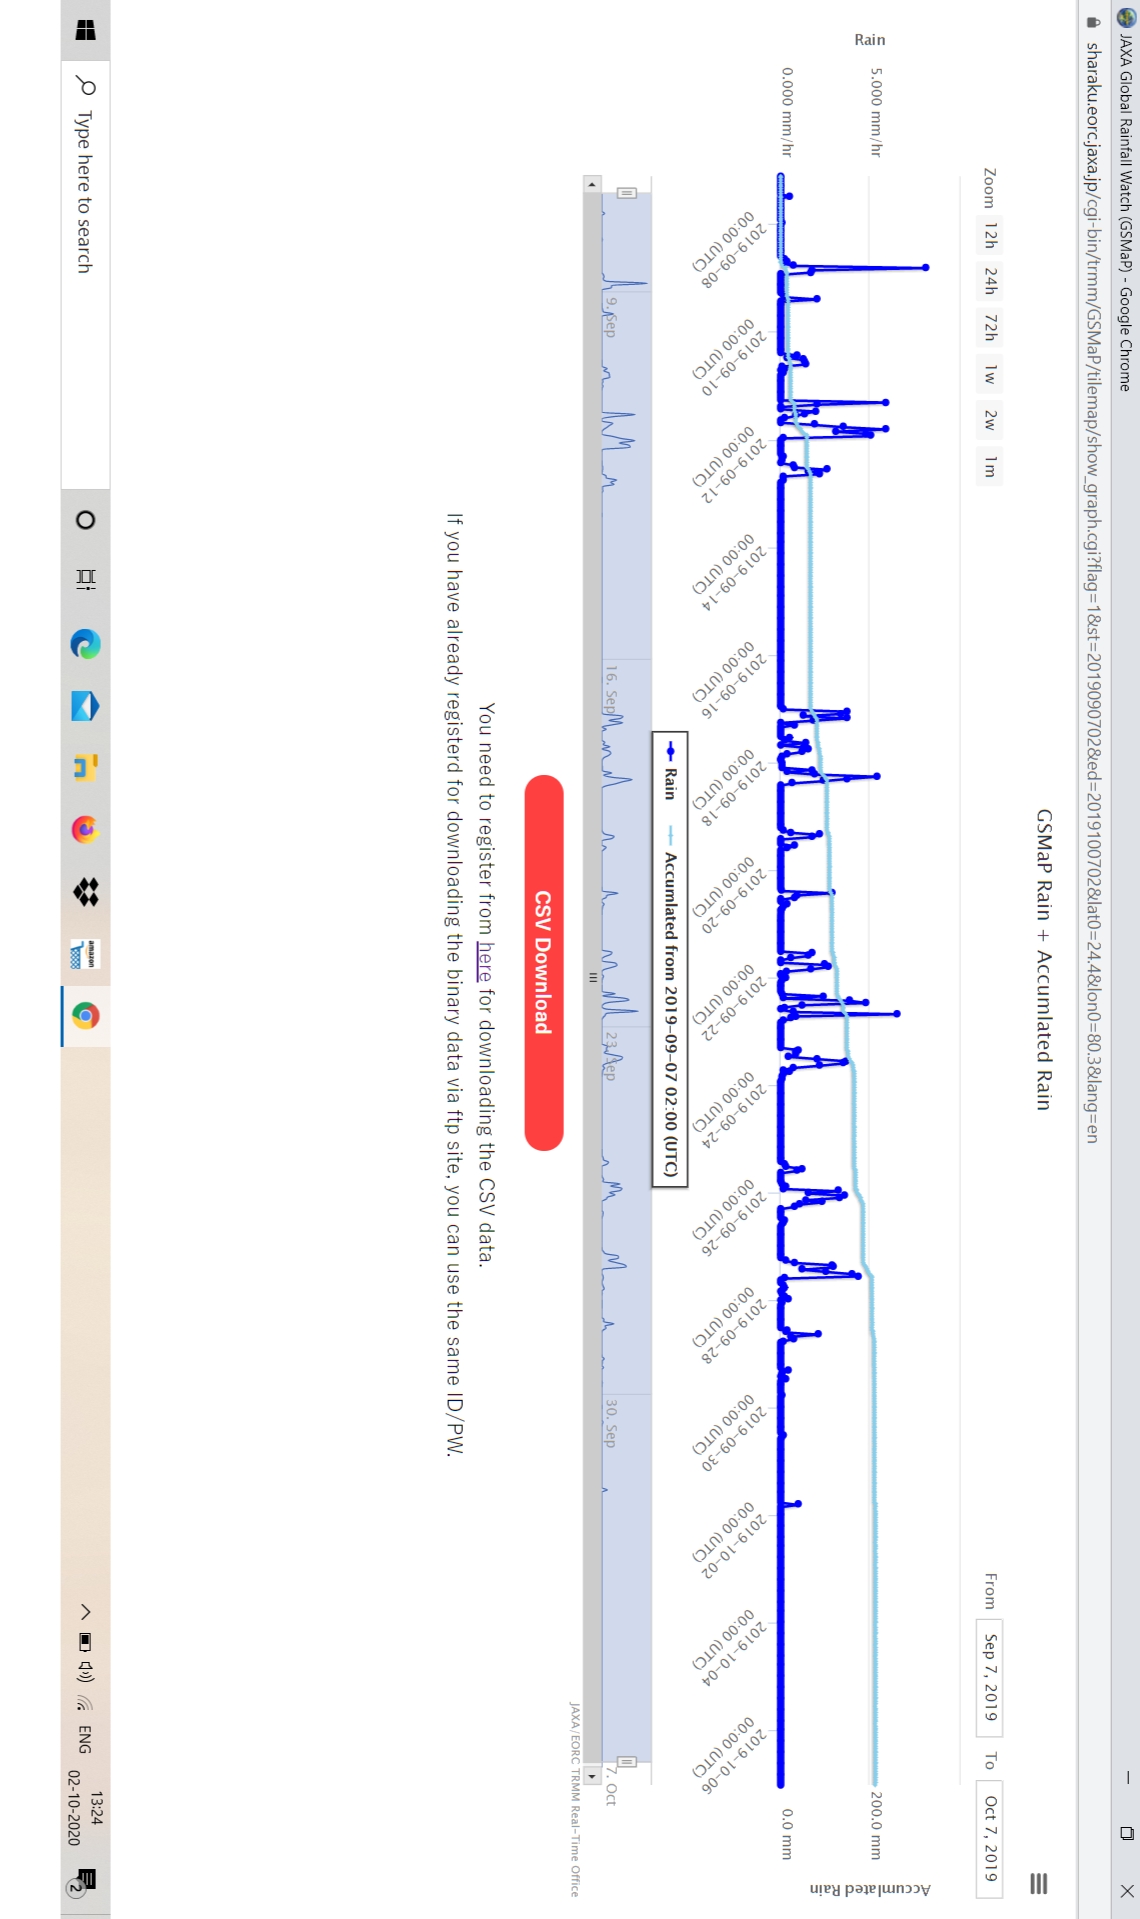 JAXA Global Rainfall Watch (GSMaP) - Google Chrome
sharaku.eorc.jaxa.jp/cgi-bin/trmm/GSMaP/tilemap/show_graph.cgi?flag=1&st=2019090702&ed=2019100702&lat0=24.4&lon0=80.3&lang=en
GSMaP Rain + Accumlated Rain
Zoom 12h 24h 72h 1w 2w 1m
From Sep 7, 2019 To Oct 7, 2019
Rain
5.000 mm/hr
0.000 mm/hr
200.0 mm
0.0 mm
Accumlated Rain
2019-09-08
00:00 (UTC)
2019-09-10
00:00 (UTC)
2019-09-12
00:00 (UTC)
2019-09-14
00:00 (UTC)
2019-09-16
00:00 (UTC)
2019-09-18
00:00 (UTC)
2019-09-20
00:00 (UTC)
2019-09-22
00:00 (UTC)
2019-09-24
00:00 (UTC)
2019-09-26
00:00 (UTC)
2019-09-28
00:00 (UTC)
2019-09-30
00:00 (UTC)
2019-10-02
00:00 (UTC)
2019-10-04
00:00 (UTC)
2019-10-06
00:00 (UTC)
Rain Accumlated from 2019-09-07 02:00 (UTC)
9. Sep 16. Sep 23. Sep 30. Sep 7. Oct
JAXA/EORC TRMM Real-Time Office
CSV Download
You need to register from here for downloading the CSV data.
If you have already registerd for downloading the binary data via ftp site, you can use the same ID/PW.
Type here to search
amazon
ENG
13:24
02-10-2020
2